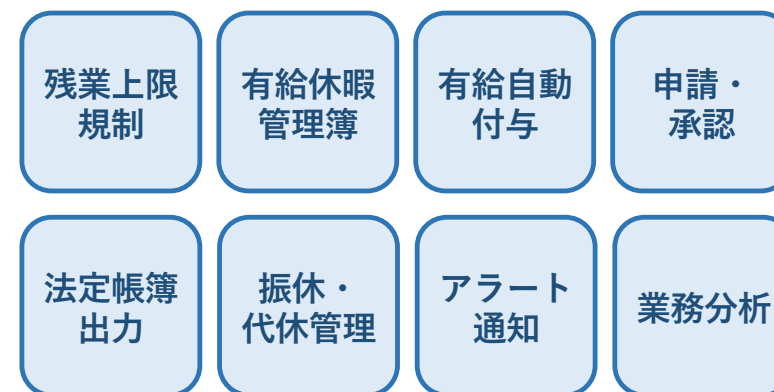 残業上限
規制
有給休暇
管理簿
有給自動
付与
申請・
承認
法定帳簿
出力
振休・
代休管理
アラート
通知
業務分析